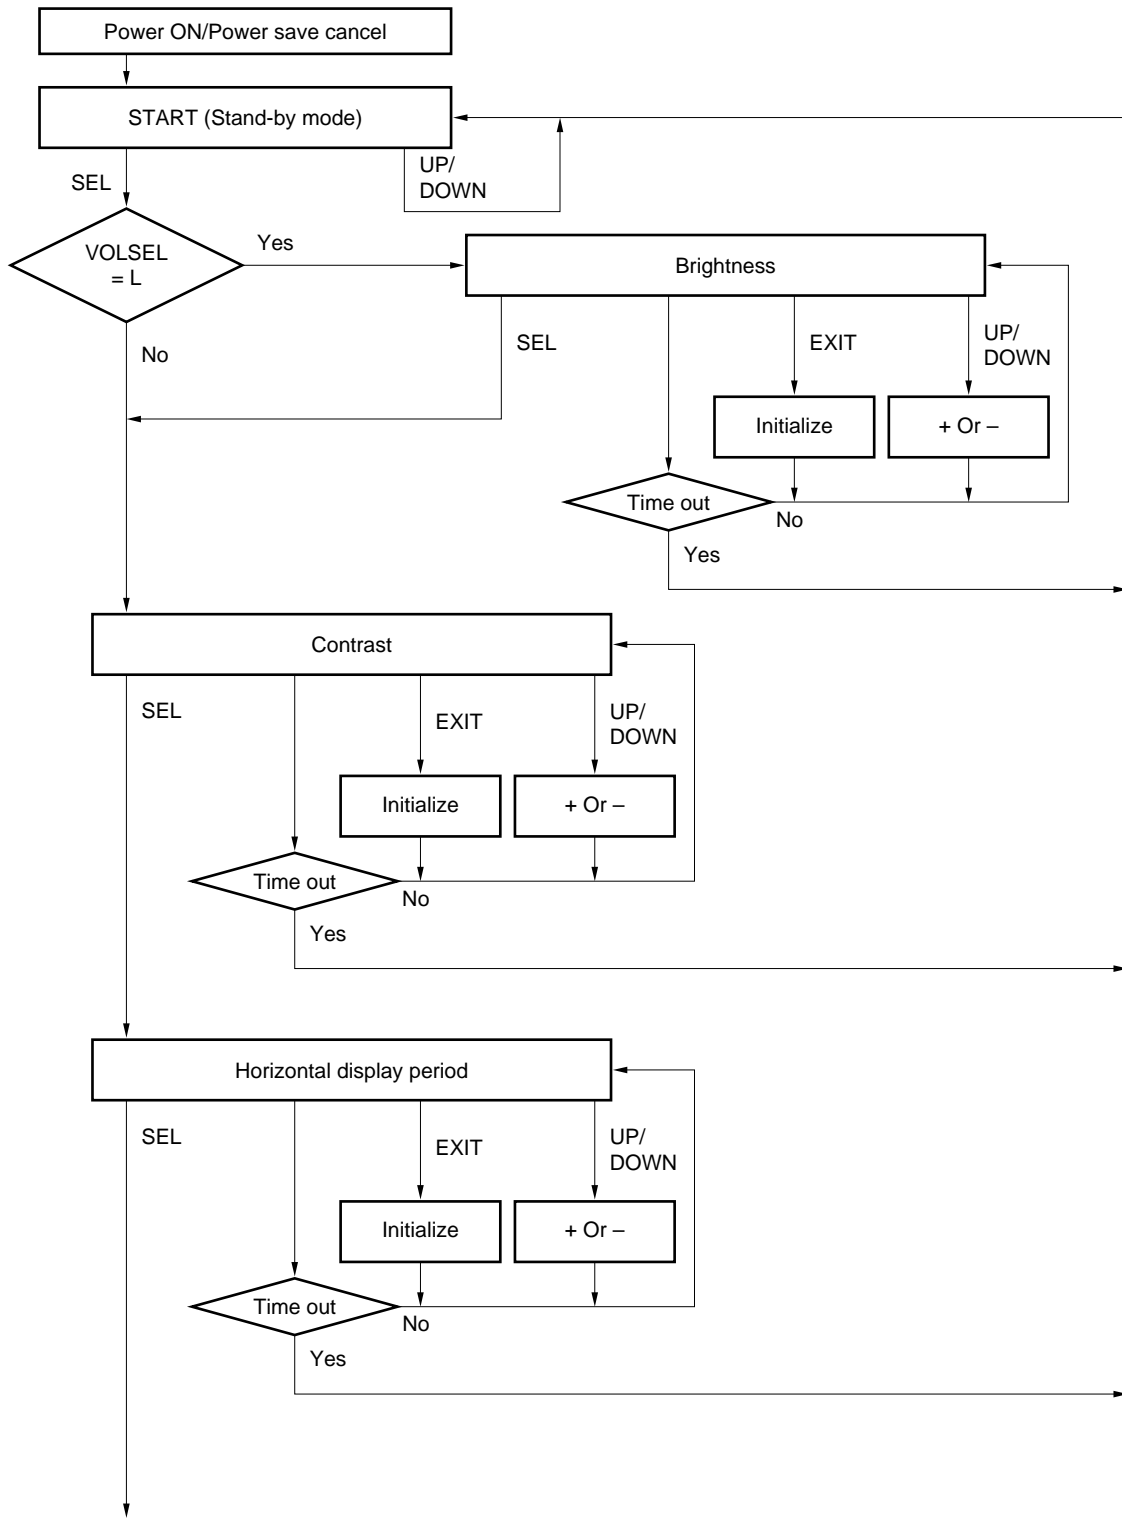 Power ON/Power save cancel
START (Stand-by mode)
SEL
UP/
DOWN
VOLSEL
= L
Yes
No
Brightness
SEL
EXIT
UP/
DOWN
Initialize
+ Or –
Time out
No
Yes
Contrast
SEL
EXIT
UP/
DOWN
Initialize
+ Or –
Time out
No
Yes
Horizontal display period
SEL
EXIT
UP/
DOWN
Initialize
+ Or –
Time out
No
Yes